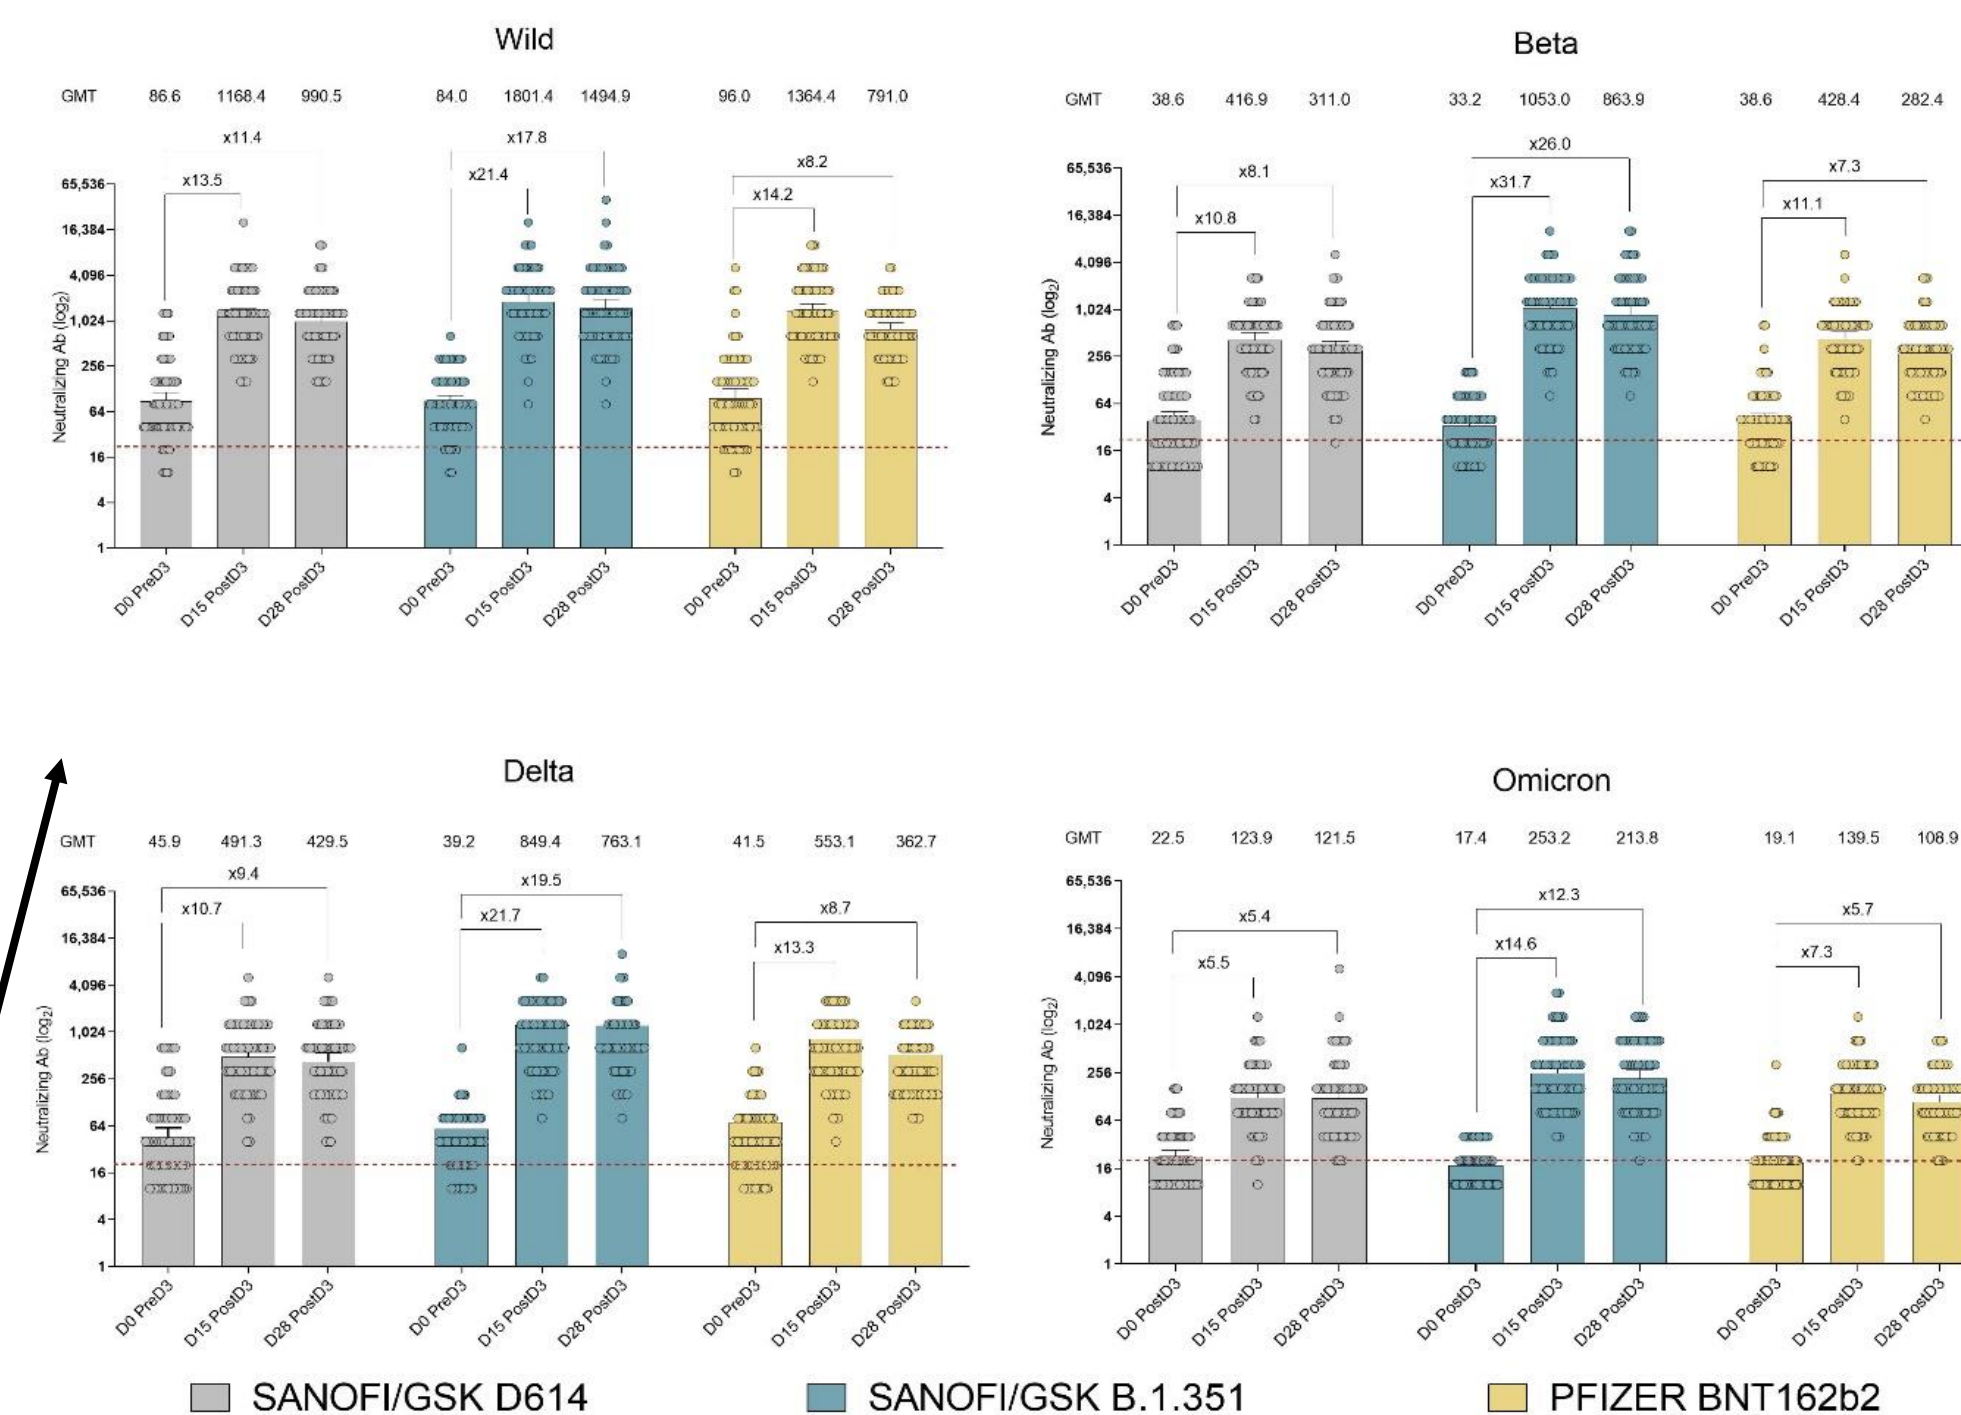 Wild
GMT 86.6 1168.4 990.5 84.0 1801.4 1494.9 96.0 1364.4 791.0
x11.4 x17.8 x8.2
x13.5 x21.4 x14.2
Neutralizing Ab (log2)
65,536
16,384
4,096
1,024
256
64
16
4
1
D0 PreD3 D15 PostD3 D28 PostD3 D0 PreD3 D15 PostD3 D28 PostD3 D0 PreD3 D15 PostD3 D28 PostD3
Beta
GMT 38.6 416.9 311.0 33.2 1053.0 863.9 38.6 428.4 282.4
x8.1 x26.0 x7.3
x10.8 x31.7 x11.1
Neutralizing Ab (log2)
65,536
16,384
4,096
1,024
256
64
16
4
1
D0 PreD3 D15 PostD3 D28 PostD3 D0 PreD3 D15 PostD3 D28 PostD3 D0 PreD3 D15 PostD3 D28 PostD3
Delta
GMT 45.9 491.3 429.5 39.2 849.4 763.1 41.5 553.1 362.7
x9.4 x19.5 x8.7
x10.7 x21.7 x13.3
Neutralizing Ab (log2)
65,536
16,384
4,096
1,024
256
64
16
4
1
D0 PreD3 D15 PostD3 D28 PostD3 D0 PreD3 D15 PostD3 D28 PostD3 D0 PreD3 D15 PostD3 D28 PostD3
Omicron
GMT 22.5 123.9 121.5 17.4 253.2 213.8 19.1 139.5 108.9
x5.4 x12.3 x5.7
x5.5 x14.6 x7.3
Neutralizing Ab (log2)
65,536
16,384
4,096
1,024
256
64
16
4
1
D0 PostD3 D15 PostD3 D28 PostD3 D0 PostD3 D15 PostD3 D28 PostD3 D0 PostD3 D15 PostD3 D28 PostD3
SANOFI/GSK D614 SANOFI/GSK B.1.351 PFIZER BNT162b2